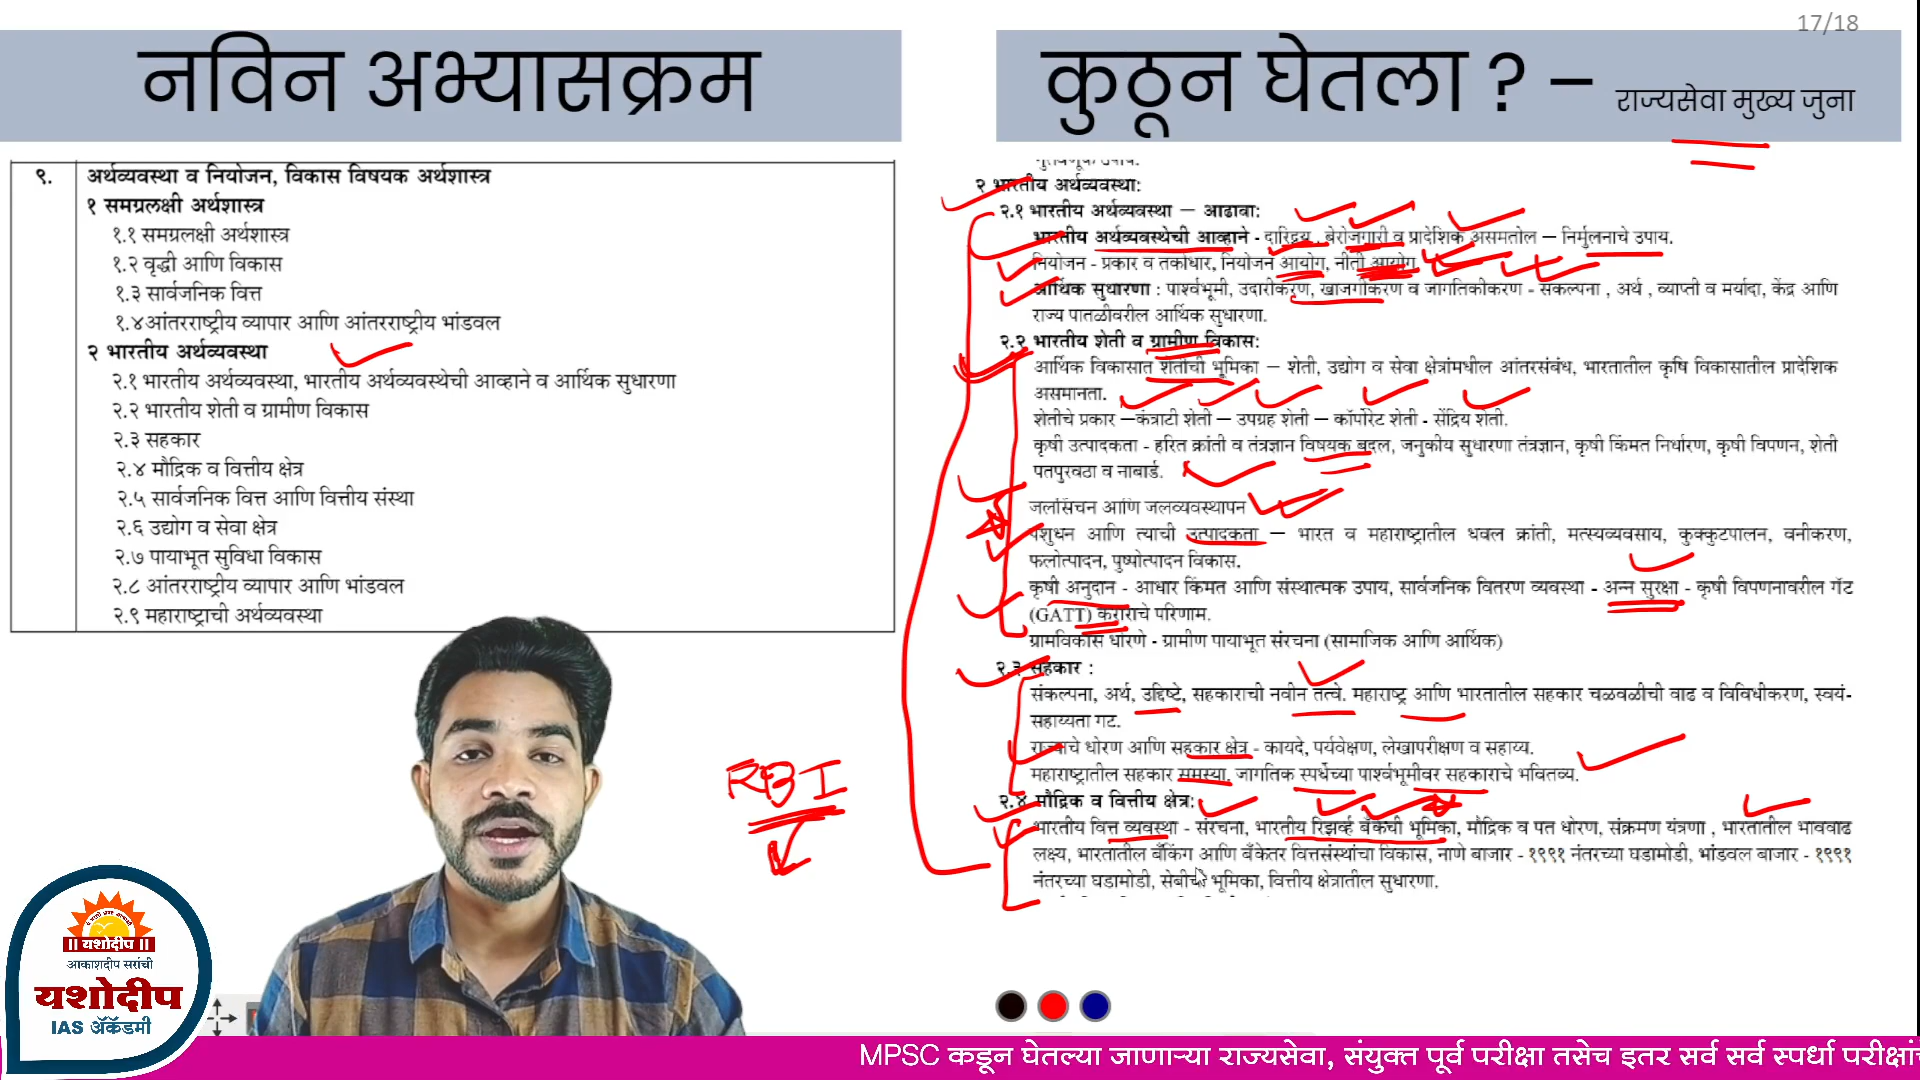 17/18
नविन अभ्यासक्रम
कुठून घेतला ? – राज्यसेवा मुख्य जुना
९. अर्थव्यवस्था व नियोजन, विकास विषयक अर्थशास्त्र
१ समग्रलक्षी अर्थशास्त्र
१.१ समग्रलक्षी अर्थशास्त्र
१.२ वृद्धी आणि विकास
१.३ सार्वजनिक वित्त
१.४आंतरराष्ट्रीय व्यापार आणि आंतरराष्ट्रीय भांडवल
२ भारतीय अर्थव्यवस्था
२.१ भारतीय अर्थव्यवस्था, भारतीय अर्थव्यवस्थेची आव्हाने व आर्थिक सुधारणा
२.२ भारतीय शेती व ग्रामीण विकास
२.३ सहकार
२.४ मौद्रिक व वित्तीय क्षेत्र
२.५ सार्वजनिक वित्त आणि वित्तीय संस्था
२.६ उद्योग व सेवा क्षेत्र
२.७ पायाभूत सुविधा विकास
२.८ आंतरराष्ट्रीय व्यापार आणि भांडवल
२.९ महाराष्ट्राची अर्थव्यवस्था
२ भारतीय अर्थव्यवस्था:
२.१ भारतीय अर्थव्यवस्था – आढावा:
भारतीय अर्थव्यवस्थेची आव्हाने - दारिद्र्य , बेरोजगारी व प्रादेशिक असमतोल – निर्मुलनाचे उपाय.
नियोजन - प्रकार व तर्काधार, नियोजन आयोग, नीती आयोग
आर्थिक सुधारणा : पार्श्वभूमी, उदारीकरण, खाजगीकरण व जागतिकीकरण - संकल्पना , अर्थ , व्याप्ती व मर्यादा, केंद्र आणि
राज्य पातळीवरील आर्थिक सुधारणा.
२.२ भारतीय शेती व ग्रामीण विकास:
आर्थिक विकासात शेतीची भूमिका – शेती, उद्योग व सेवा क्षेत्रांमधील आंतरसंबंध, भारतातील कृषि विकासातील प्रादेशिक
असमानता.
शेतीचे प्रकार –कंत्राटी शेती – उपग्रह शेती – कॉर्पोरेट शेती - सेंद्रिय शेती.
कृषी उत्पादकता - हरित क्रांती व तंत्रज्ञान विषयक बदल, जनुकीय सुधारणा तंत्रज्ञान, कृषी किंमत निर्धारण, कृषी विपणन, शेती
पतपुरवठा व नाबार्ड.
जलसिंचन आणि जलव्यवस्थापन
पशुधन आणि त्याची उत्पादकता – भारत व महाराष्ट्रातील धवल क्रांती, मत्स्यव्यवसाय, कुक्कुटपालन, वनीकरण,
फलोत्पादन, पुष्पोत्पादन विकास.
कृषी अनुदान - आधार किंमत आणि संस्थात्मक उपाय, सार्वजनिक वितरण व्यवस्था - अन्न सुरक्षा - कृषी विपणनावरील गॅट
(GATT) कराराचे परिणाम.
ग्रामविकास धोरणे - ग्रामीण पायाभूत संरचना (सामाजिक आणि आर्थिक)
२.३ सहकार :
संकल्पना, अर्थ, उद्दिष्टे, सहकाराची नवीन तत्त्वे. महाराष्ट्र आणि भारतातील सहकार चळवळीची वाढ व विविधीकरण, स्वयं-
सहाय्यता गट.
राज्याचे धोरण आणि सहकार क्षेत्र - कायदे, पर्यवेक्षण, लेखापरीक्षण व सहाय्य.
महाराष्ट्रातील सहकार समस्या, जागतिक स्पर्धेच्या पार्श्वभूमीवर सहकाराचे भवितव्य.
२.४ मौद्रिक व वित्तीय क्षेत्र:
भारतीय वित्त व्यवस्था - संरचना, भारतीय रिझर्व्ह बँकेची भूमिका, मौद्रिक व पत धोरण, संक्रमण यंत्रणा , भारतातील भाववाढ
लक्ष्य, भारतातील बँकिंग आणि बँकेतर वित्तसंस्थांचा विकास, नाणे बाजार - १९९१ नंतरच्या घडामोडी, भांडवल बाजार - १९९१
नंतरच्या घडामोडी, सेबीची भूमिका, वित्तीय क्षेत्रातील सुधारणा.
RBI
॥ यशोदीप ॥
आकाशदीप सरांची
यशोदीप
IAS ॲकॅडमी
MPSC कडून घेतल्या जाणाऱ्या राज्यसेवा, संयुक्त पूर्व परीक्षा तसेच इतर सर्व सर्व स्पर्धा परीक्षां